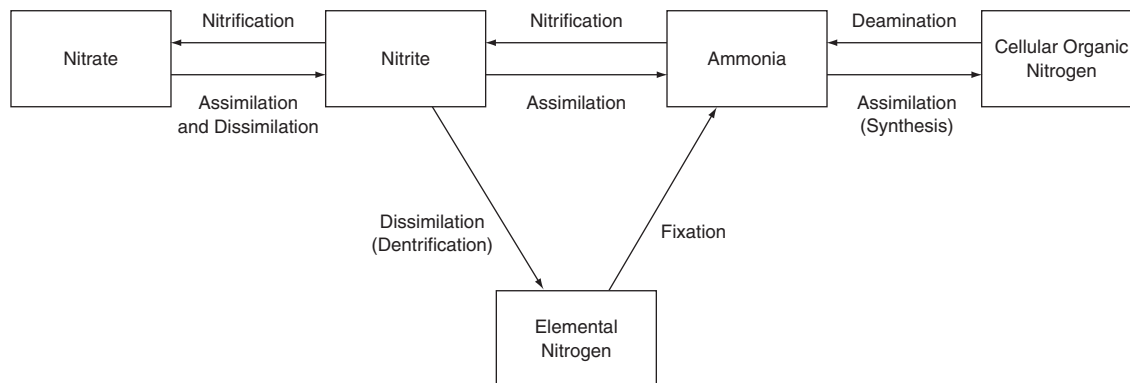 Nitrification
Nitrification
Deamination
Nitrate
Nitrite
Ammonia
Cellular Organic
Nitrogen
Assimilation
and Dissimilation
Assimilation
Assimilation
(Synthesis)
Dissimilation
(Dentrification)
Fixation
Elemental
Nitrogen